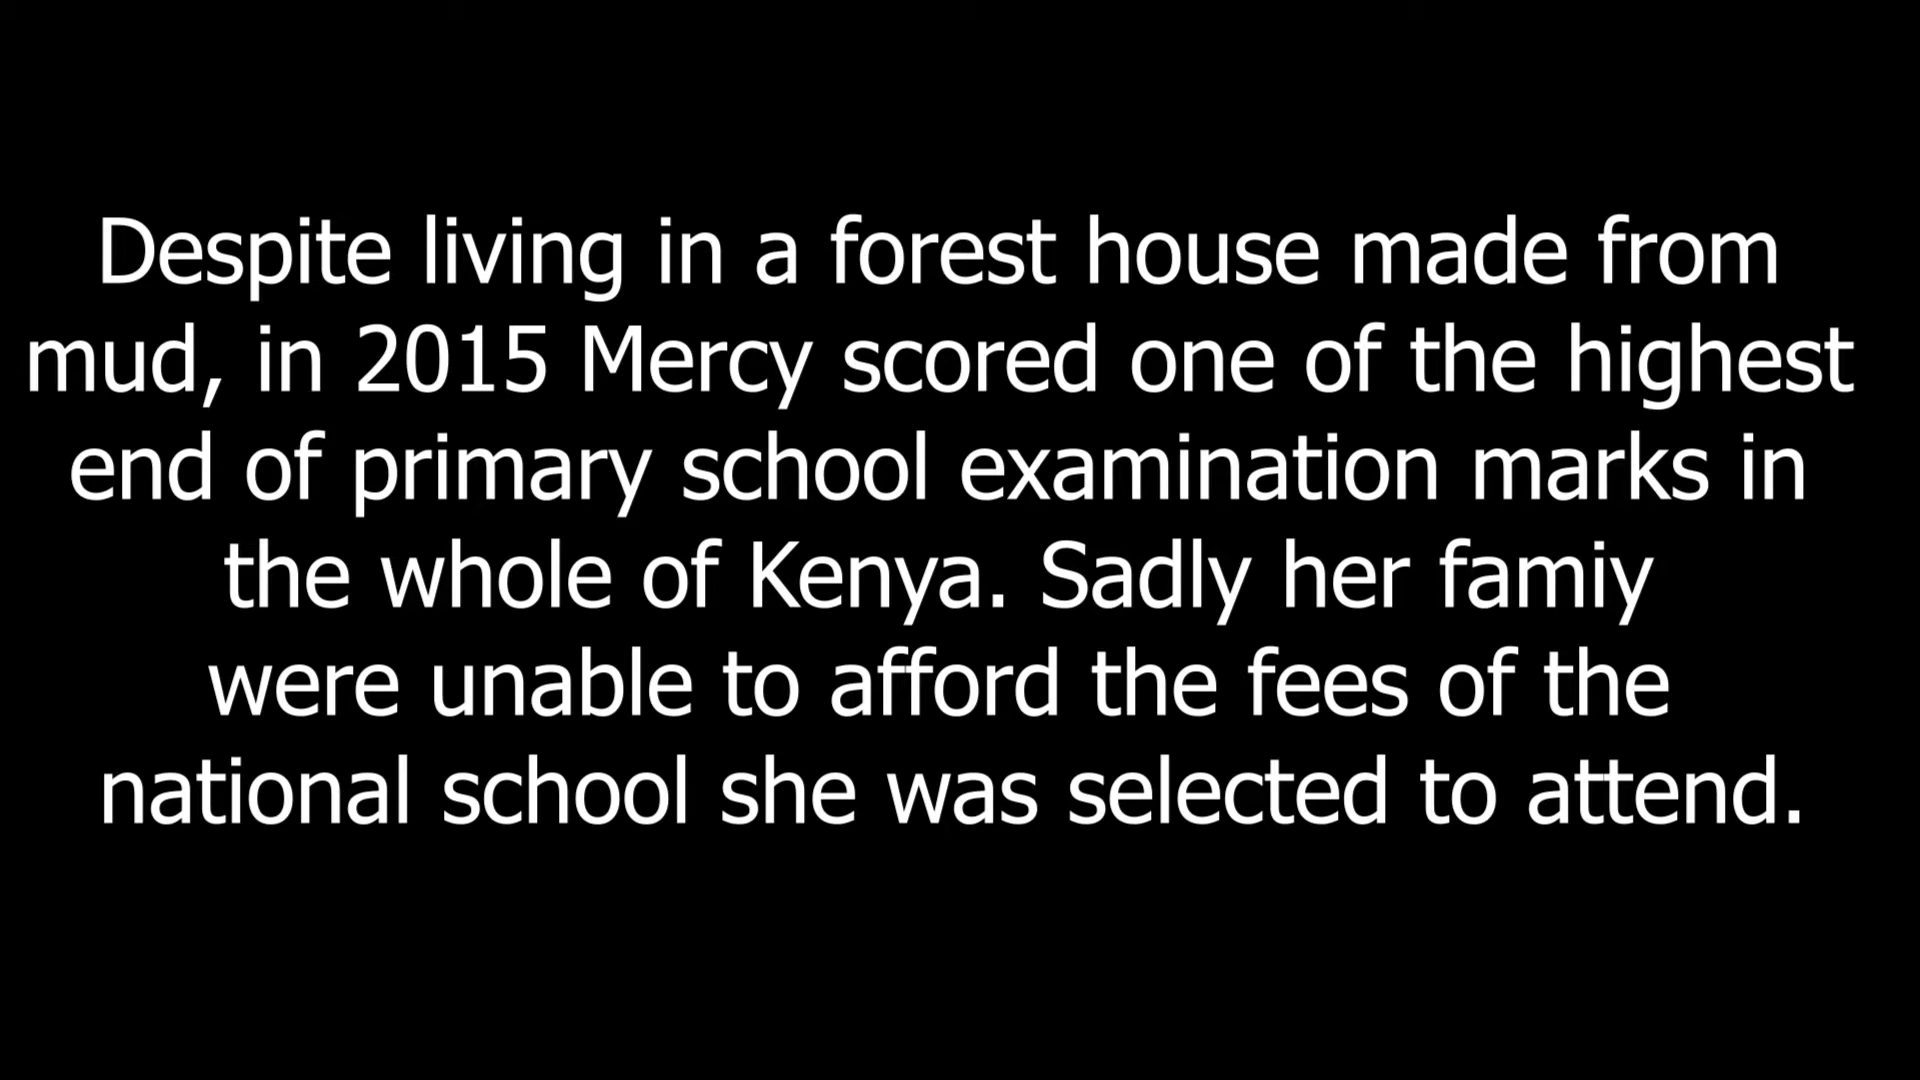 Despite living in a forest house made from
mud, in 2015 Mercy scored one of the highest
end of primary school examination marks in
the whole of Kenya. Sadly her famiy
were unable to afford the fees of the
national school she was selected to attend.